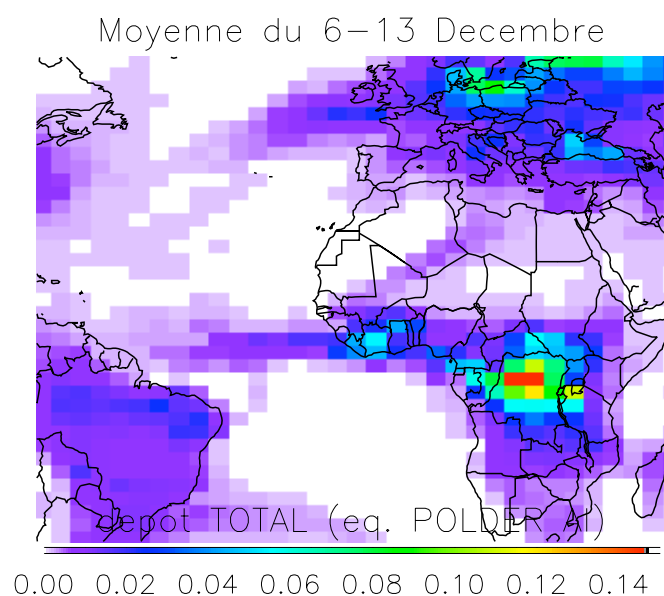 Moyenne du 6-13 Decembre
depot TOTAL (eq. POLDER AI)
0.00 0.02 0.04 0.06 0.08 0.10 0.12 0.14